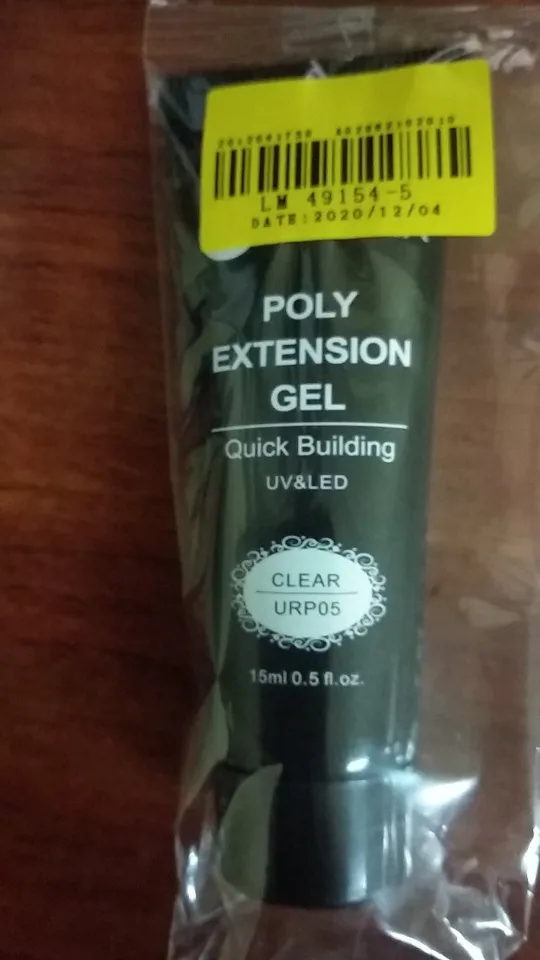 LM 49154-5
DATE:2020/12/04
POLY
EXTENSION
GEL
Quick Building
UV&LED
CLEAR
URP05
15ml 0.5 fl.oz.